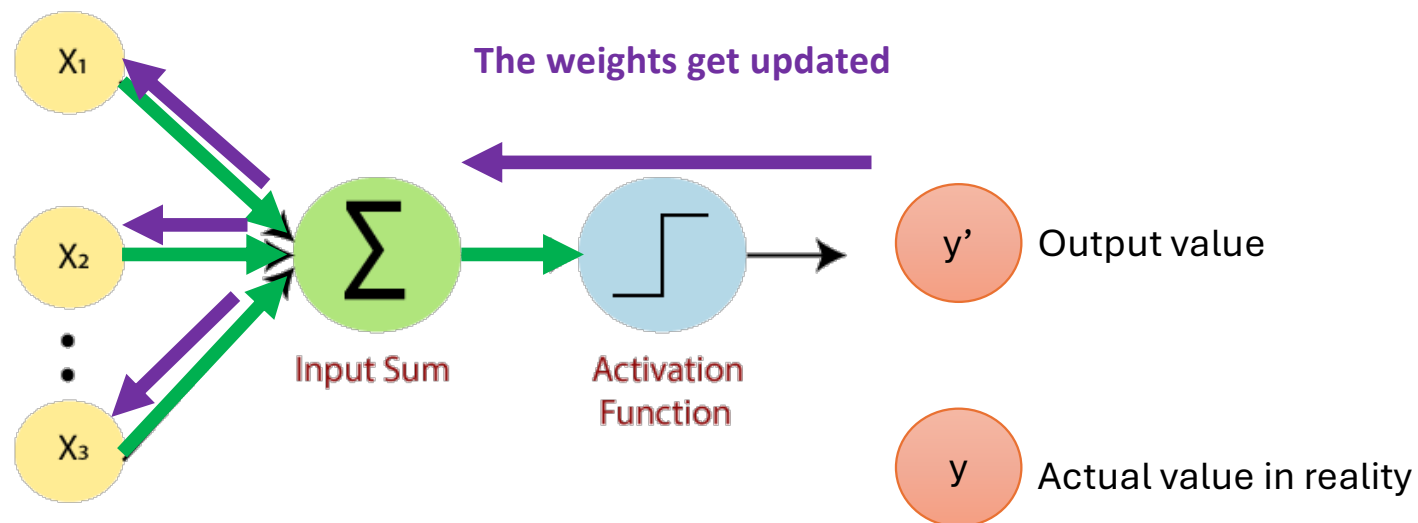 X₁
The weights get updated
X₂
Σ
y’
Output value
Input Sum
Activation
Function
X₃
y
Actual value in reality